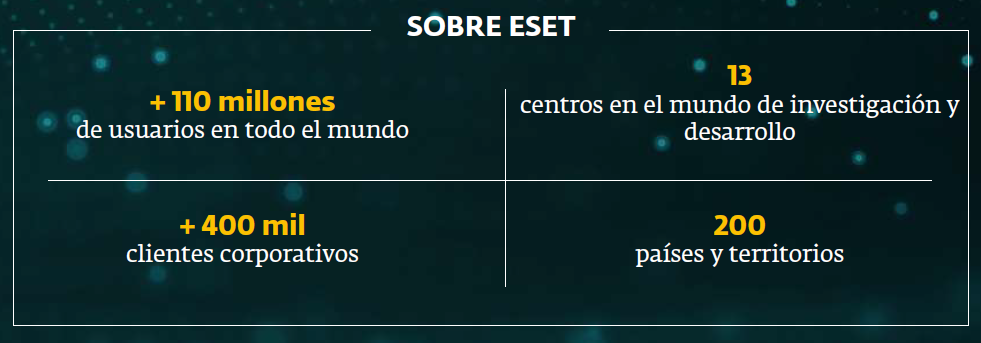 SOBRE ESET
+ 110 millones
de usuarios en todo el mundo
13
centros en el mundo de investigación y
desarrollo
+ 400 mil
clientes corporativos
200
países y territorios